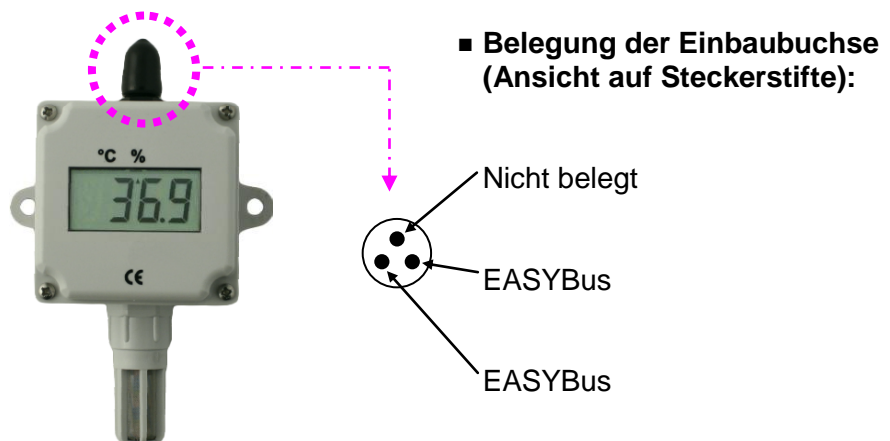 ■ Belegung der Einbaubuchse
(Ansicht auf Steckerstifte):
°C %
36.9
CE
Nicht belegt
EASYBus
EASYBus